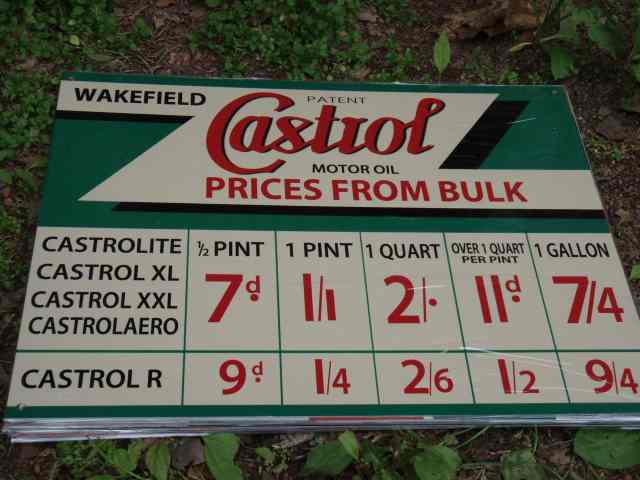 WAKEFIELD
PATENT
Castrol
MOTOR OIL
PRICES FROM BULK
CASTROLITE
CASTROL XL
CASTROL XXL
CASTROLAERO
½ PINT 1 PINT 1 QUART OVER 1 QUART PER PINT 1 GALLON
7d. 1/1 2/· 11d. 7/4
CASTROL R 9d. 1/4 2/6 1/2 9/4